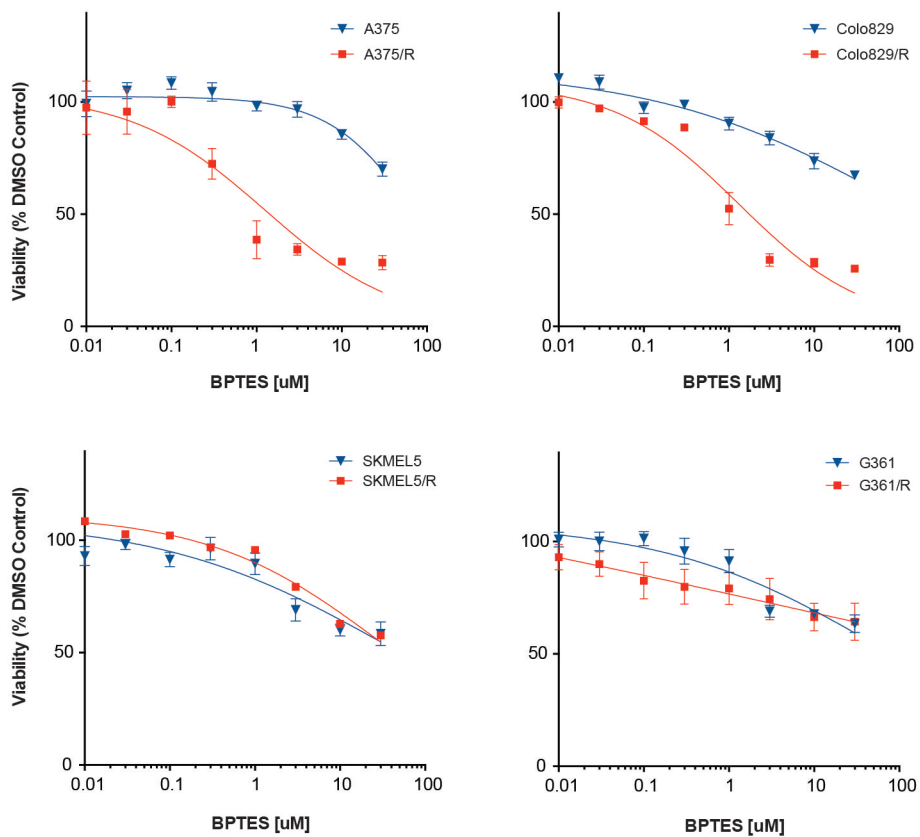 A375
A375/R
Viability (% DMSO Control)
100
50
0
0.01 0.1 1 10 100
BPTES [uM]
Colo829
Colo829/R
100
50
0
0.01 0.1 1 10 100
BPTES [uM]
SKMEL5
SKMEL5/R
Viability (% DMSO Control)
100
50
0
0.01 0.1 1 10 100
BPTES [uM]
G361
G361/R
100
50
0
0.01 0.1 1 10 100
BPTES [uM]